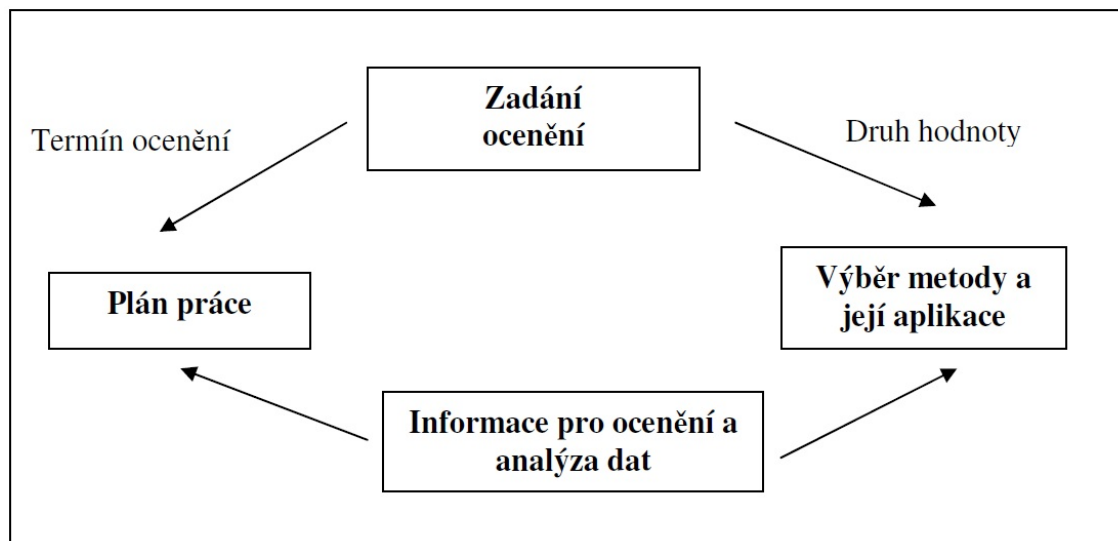 Zadání
ocenění
Termín ocenění
Druh hodnoty
Plán práce
Výběr metody a
její aplikace
Informace pro ocenění a
analýza dat